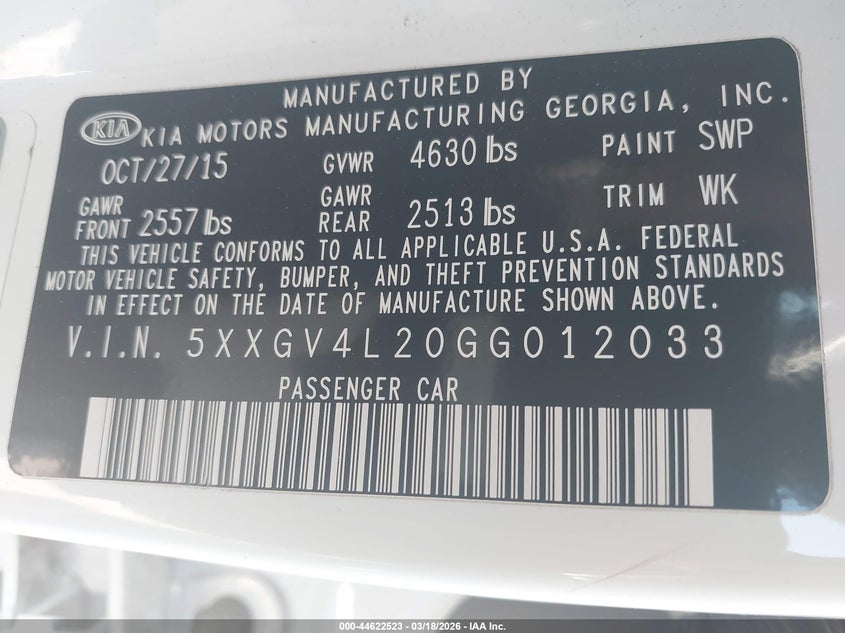 MANUFACTURED BY
KIA KIA MOTORS MANUFACTURING GEORGIA, INC.
OCT/27/15 GVWR 4630 lbs PAINT SWP
GAWR FRONT 2557 lbs GAWR REAR 2513 lbs TRIM WK
THIS VEHICLE CONFORMS TO ALL APPLICABLE U.S.A. FEDERAL
MOTOR VEHICLE SAFETY, BUMPER, AND THEFT PREVENTION STANDARDS
IN EFFECT ON THE DATE OF MANUFACTURE SHOWN ABOVE.
V.I.N. 5XXGV4L20GG012033
PASSENGER CAR
000-44622523 - 03/18/2026 - IAA Inc.